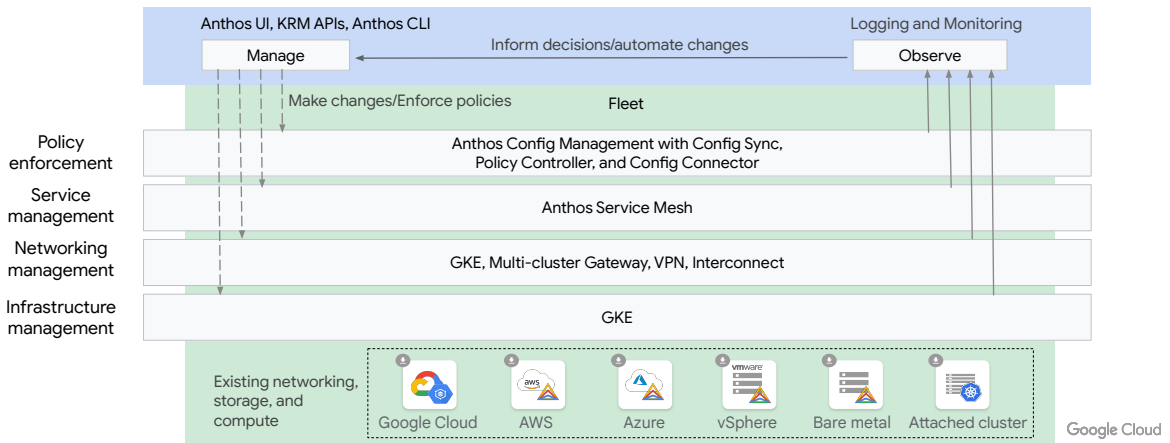 Anthos UI, KRM APIs, Anthos CLI
Logging and Monitoring
Manage
Inform decisions/automate changes
Observe
Make changes/Enforce policies
Fleet
Policy
enforcement
Anthos Config Management with Config Sync,
Policy Controller, and Config Connector
Service
management
Anthos Service Mesh
Networking
management
GKE, Multi-cluster Gateway, VPN, Interconnect
Infrastructure
management
GKE
Existing networking,
storage, and
compute
aws
vmware
Google Cloud
AWS
Azure
vSphere
Bare metal
Attached cluster
Google Cloud